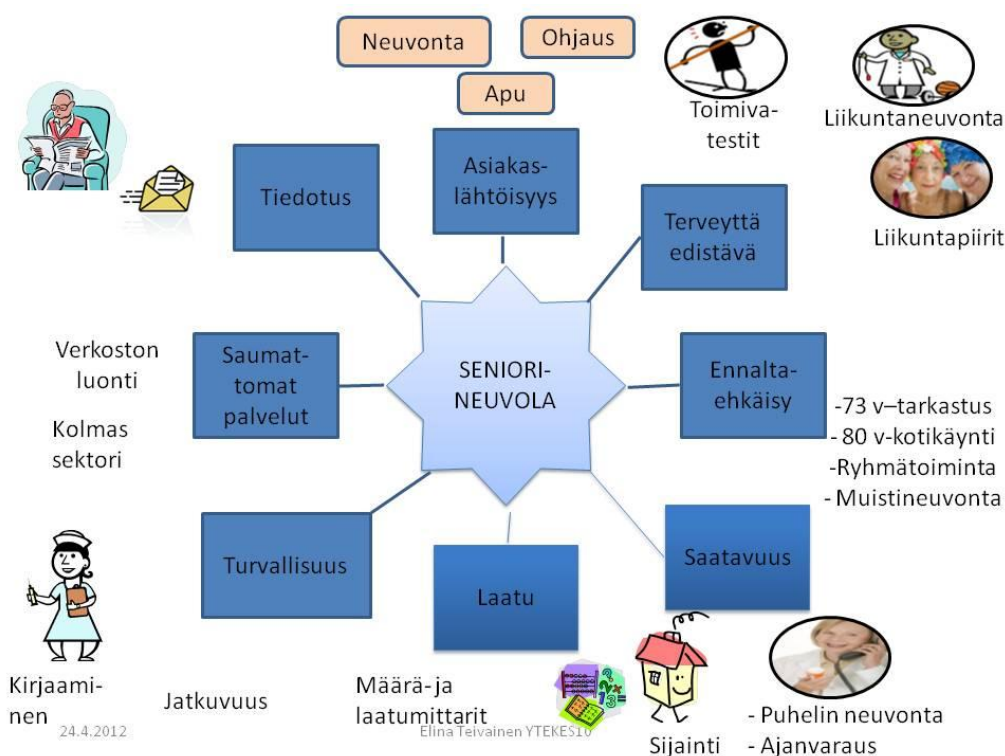 Neuvonta
Ohjaus
Apu
Toimiva-
testit
Liikuntaneuvonta
Liikuntapiirit
Tiedotus
Asiakas-
lähtöisyys
Terveyttä
edistävä
Verkoston
luonti
Kolmas
sektori
Saumat-
tomat
palvelut
SENIORI-
NEUVOLA
Ennalta-
ehkäisy
-73 v–tarkastus
- 80 v-kotikäynti
-Ryhmätoiminta
- Muistineuvonta
Turvallisuus
Laatu
Saatavuus
Kirjaami-
nen
Jatkuvuus
Määrä- ja
laatumittarit
Sijainti
- Puhelin neuvonta
- Ajanvaraus
24.4.2012
Elina Teivainen YTEKES10